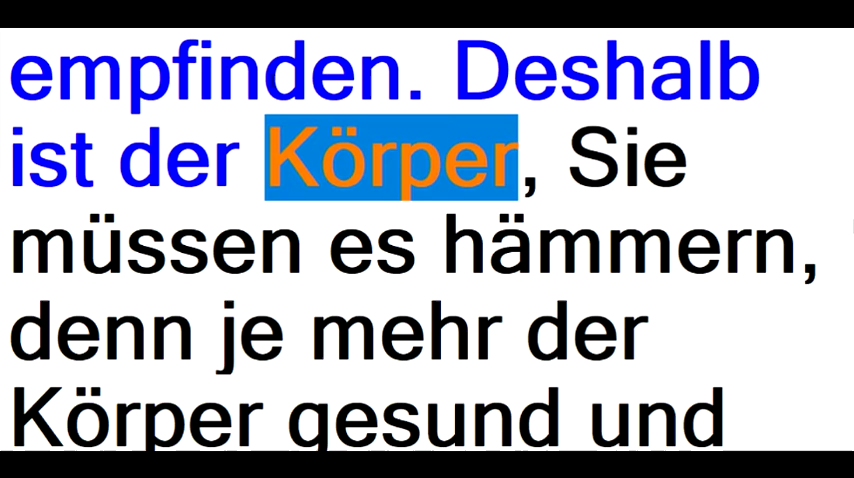 empfinden. Deshalb
ist der Körper, Sie
müssen es hämmern,
denn je mehr der
Körper gesund und